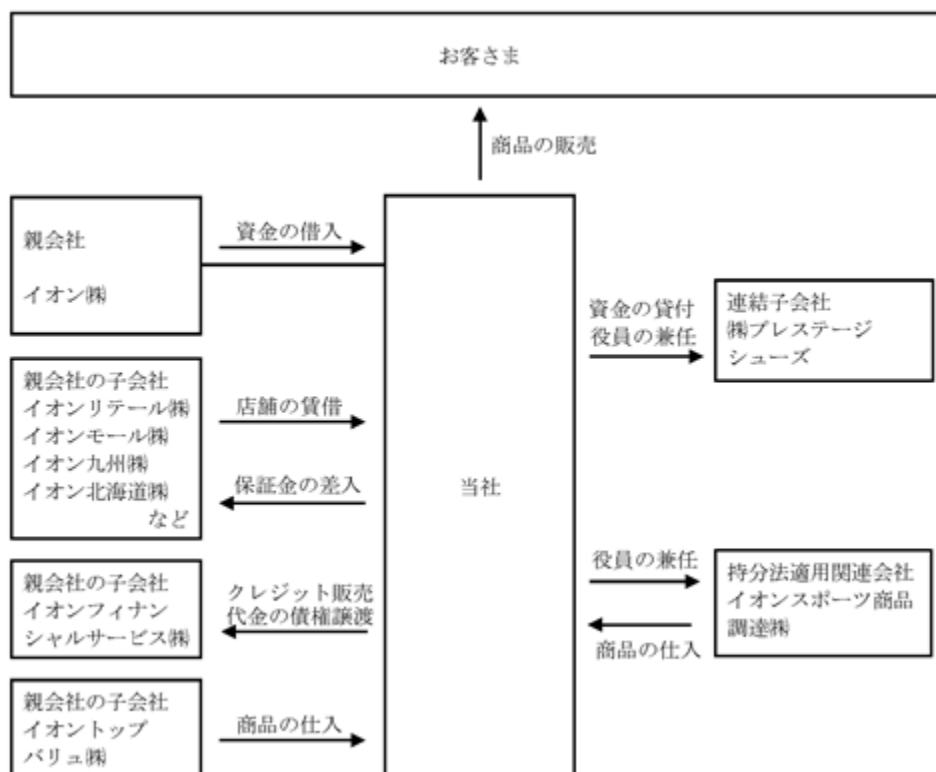 お客さま
商品の販売
親会社
イオン㈱
資金の借入
親会社の子会社
イオンリテール㈱
イオンモール㈱
イオン九州㈱
イオン北海道㈱
など
店舗の賃借
保証金の差入
親会社の子会社
イオンフィナン
シャルサービス㈱
クレジット販売
代金の債権譲渡
親会社の子会社
イオントップ
バリュ㈱
商品の仕入
当社
資金の貸付
役員の兼任
連結子会社
㈱プレステージ
シューズ
役員の兼任
商品の仕入
持分法適用関連会社
イオンスポーツ商品
調達㈱